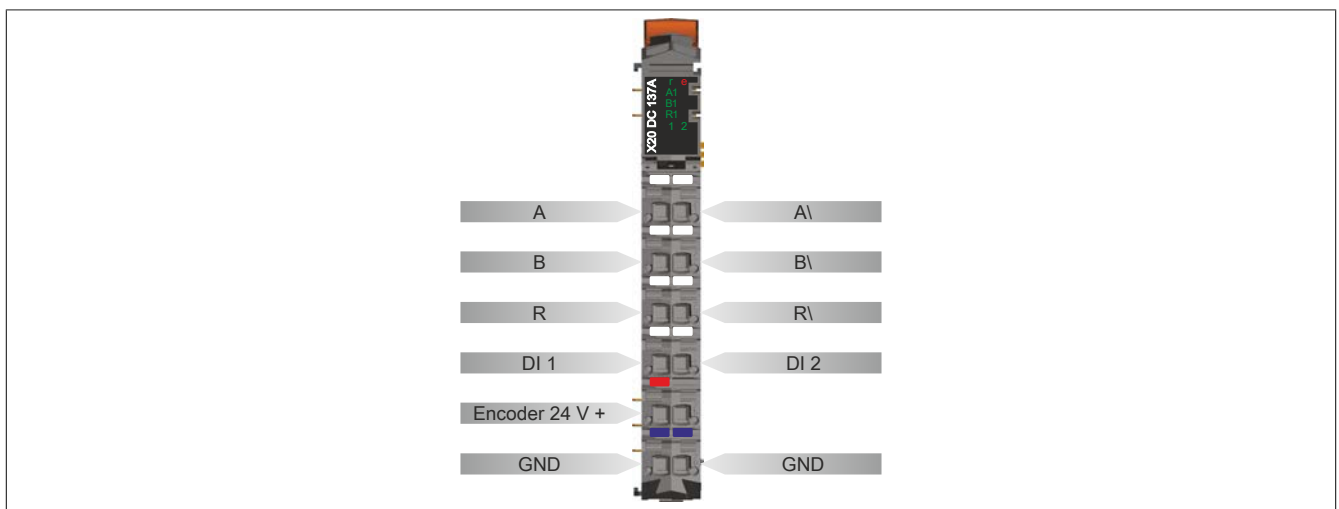 X20 DC 137A
r e
A1
B1
R1
1 2
A A\
B B\
R R\
DI 1 DI 2
Encoder 24 V +
GND GND